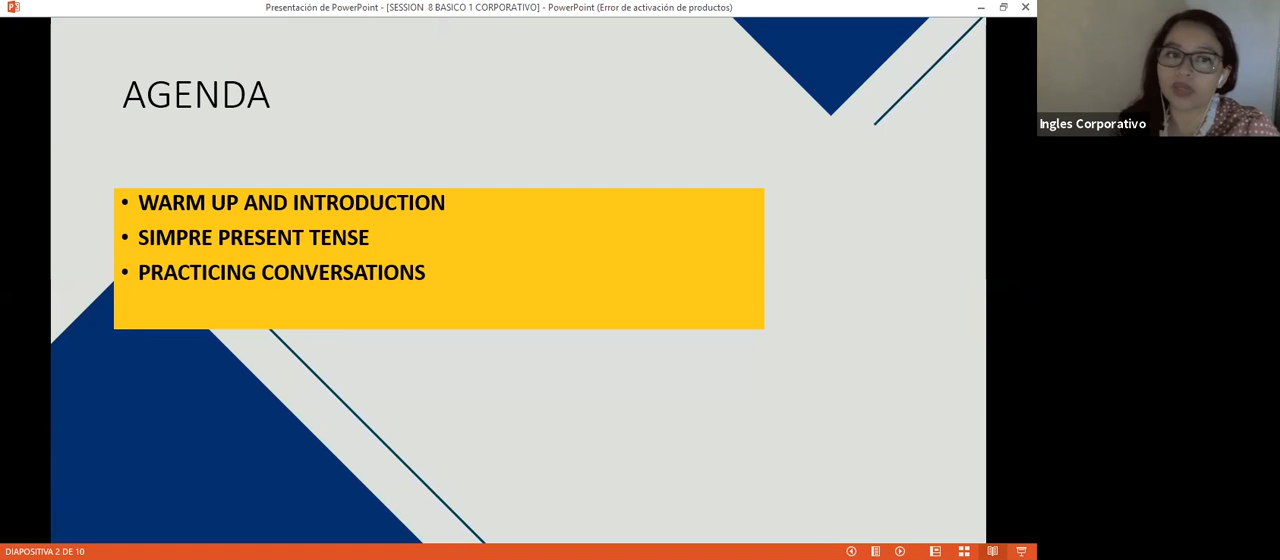 Presentación de PowerPoint - [SESSION 8 BASICO 1 CORPORATIVO] - PowerPoint (Error de activación de productos)
Ingles Corporativo
AGENDA
• WARM UP AND INTRODUCTION
• SIMPRE PRESENT TENSE
• PRACTICING CONVERSATIONS
DIAPOSITIVA 2 DE 10